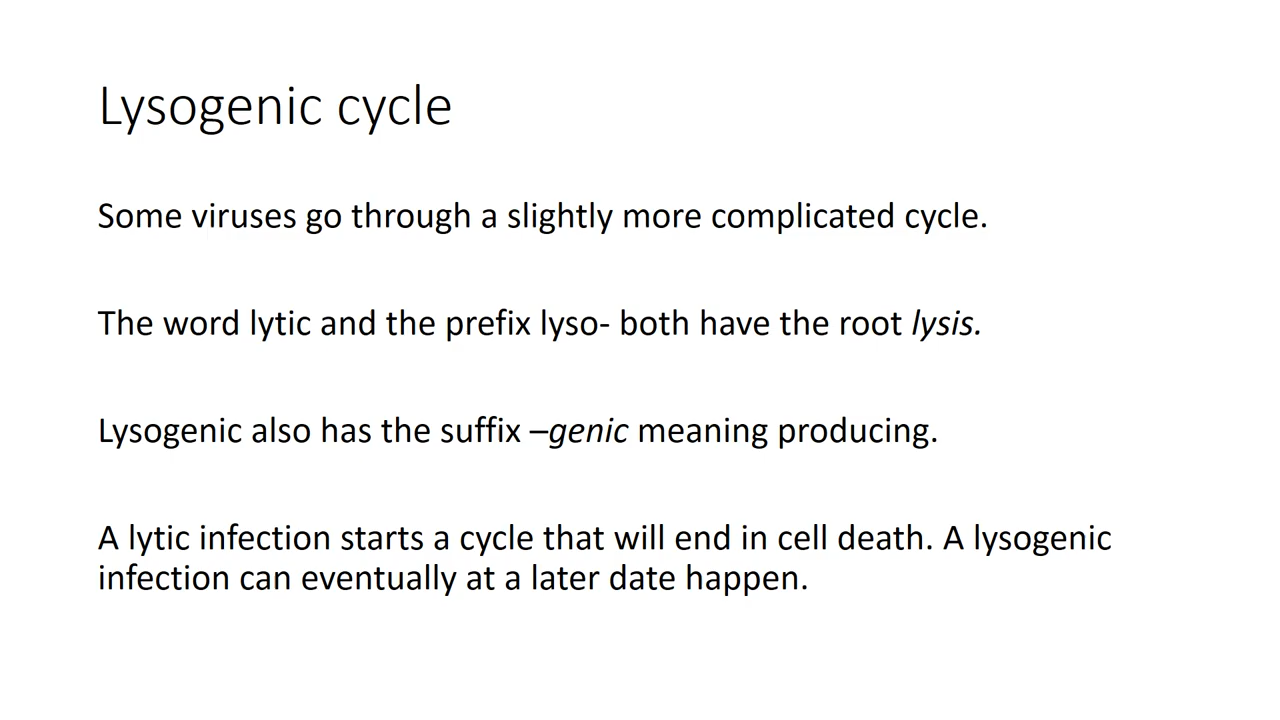 Lysogenic cycle
Some viruses go through a slightly more complicated cycle.
The word lytic and the prefix lyso- both have the root lysis.
Lysogenic also has the suffix –genic meaning producing.
A lytic infection starts a cycle that will end in cell death. A lysogenic
infection can eventually at a later date happen.